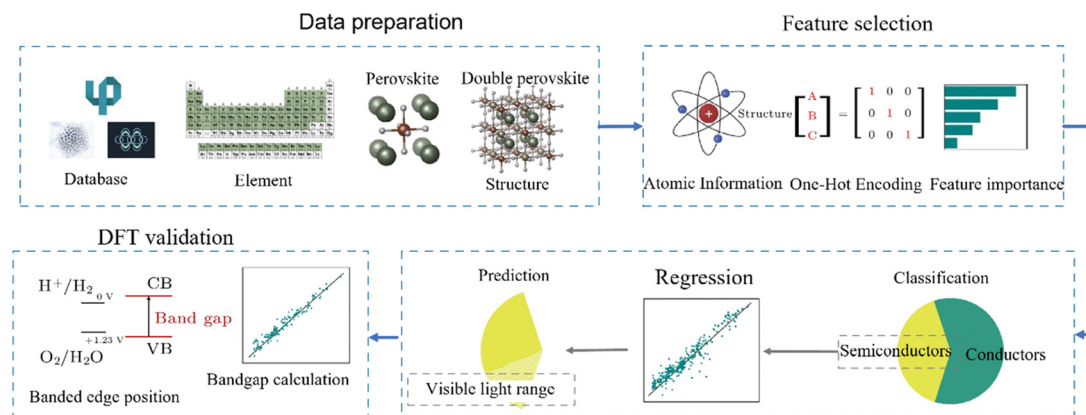 Data preparation
Feature selection
Perovskite
Double perovskite
Database
Element
Structure
+
Structure
A
B
C
=
1 0 0
0 1 0
0 0 1
Atomic Information
One-Hot Encoding
Feature importance
DFT validation
H⁺/H₂
0 V
CB
Band gap
+1.23 V
VB
O₂/H₂O
Banded edge position
Bandgap calculation
Prediction
Visible light range
Regression
Classification
Semiconductors
Conductors